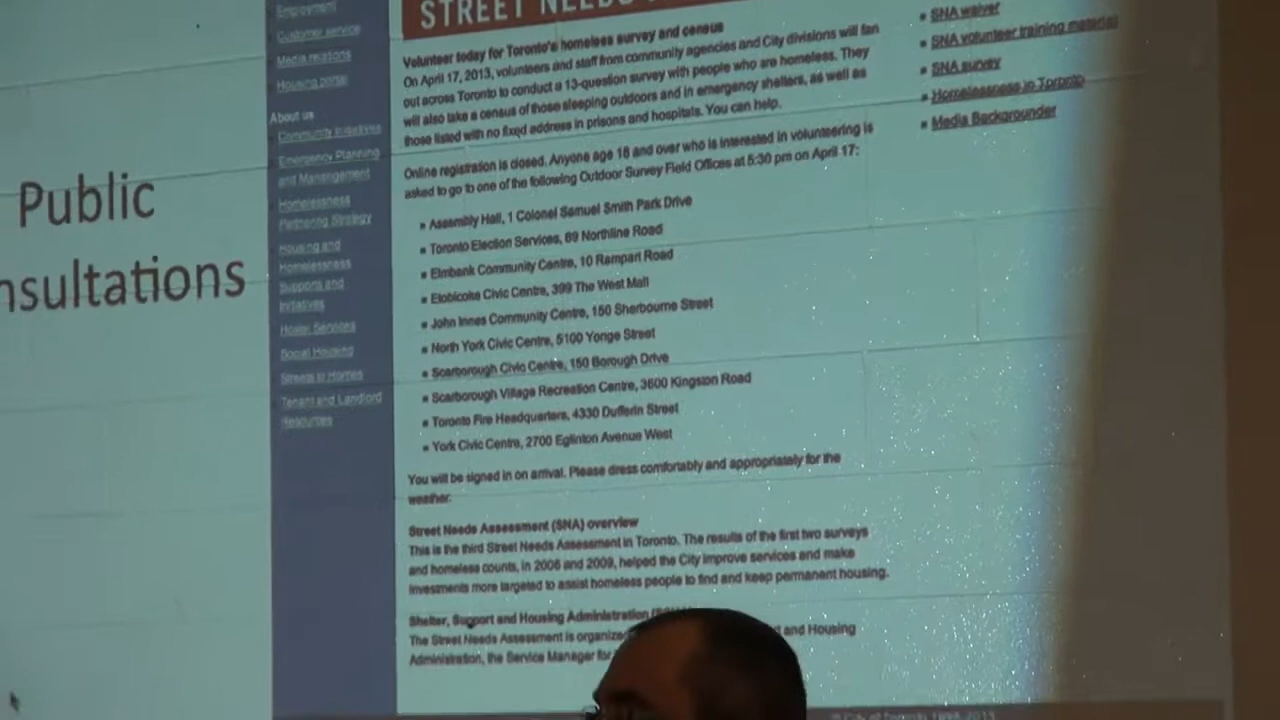 Public
nsultations
Employment
Customer service
Media relations
Housing portal
About us
Community Initiatives
Emergency Planning
and Management
Homelessness
Partnering Strategy
Housing and
Homelessness
Supports and
Initiatives
Hostel Services
Social Housing
Streets to Homes
Tenant and Landlord
Resources
STREET NEEDS
Volunteer today for Toronto's homeless survey and census
On April 17, 2013, volunteers and staff from community agencies and City divisions will fan
out across Toronto to conduct a 13-question survey with people who are homeless. They
will also take a census of those sleeping outdoors and in emergency shelters, as well as
those listed with no fixed address in prisons and hospitals. You can help.
Online registration is closed. Anyone age 18 and over who is interested in volunteering is
asked to go to one of the following Outdoor Survey Field Offices at 5:30 pm on April 17:
Assembly Hall, 1 Colonel Samuel Smith Park Drive
Toronto Election Services, 89 Northline Road
Elmbank Community Centre, 10 Rampart Road
Etobicoke Civic Centre, 399 The West Mall
John Innes Community Centre, 150 Sherbourne Street
North York Civic Centre, 5100 Yonge Street
Scarborough Civic Centre, 150 Borough Drive
Scarborough Village Recreation Centre, 3600 Kingston Road
Toronto Fire Headquarters, 4330 Dufferin Street
York Civic Centre, 2700 Eglinton Avenue West
You will be signed in on arrival. Please dress comfortably and appropriately for the
weather.
Street Needs Assessment (SNA) overview
This is the third Street Needs Assessment in Toronto. The results of the first two surveys
and homeless counts, in 2006 and 2009, helped the City improve services and make
investments more targeted to assist homeless people to find and keep permanent housing.
Shelter, Support and Housing Administration
The Street Needs Assessment is organize and Housing
Administration, the Service Manager for
SNA waiver
SNA volunteer training material
SNA survey
Homelessness in Toronto
Media Backgrounder